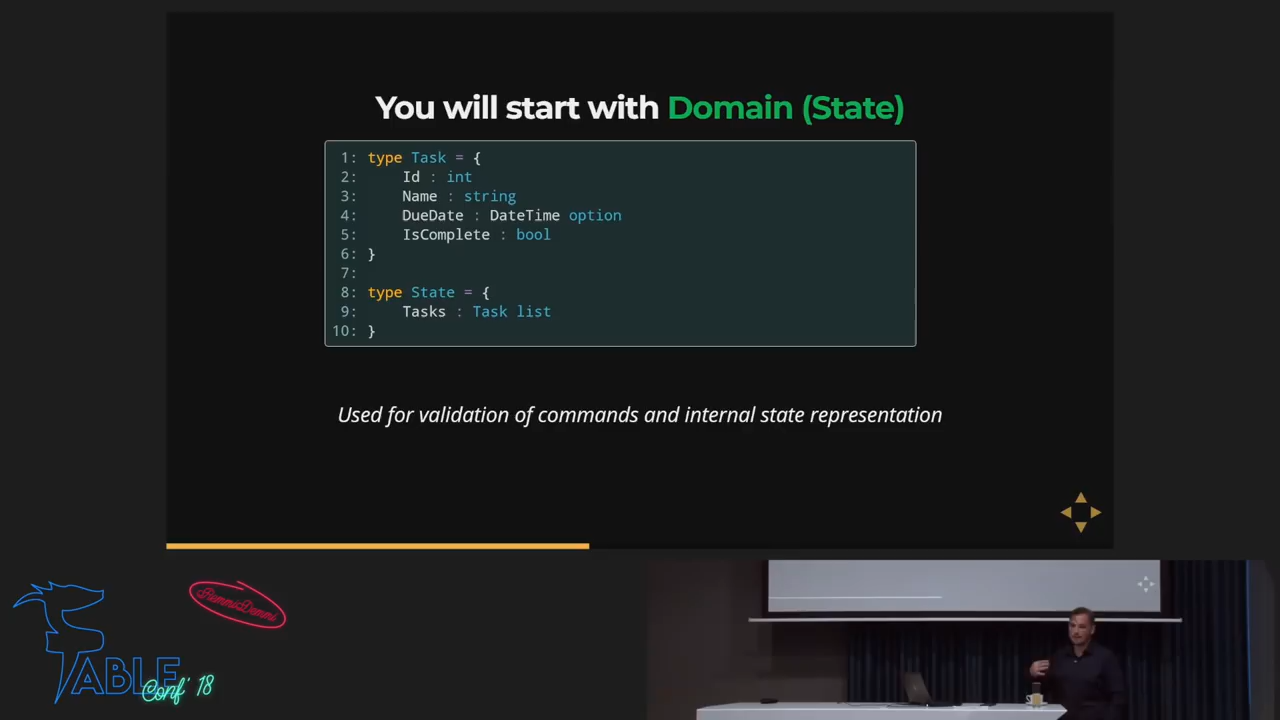 You will start with Domain (State)
1: type Task = {
2:     Id : int
3:     Name : string
4:     DueDate : DateTime option
5:     IsComplete : bool
6: }
7:
8: type State = {
9:     Tasks : Task list
10: }
Used for validation of commands and internal state representation
RummsDammi
FABLE
Conf' 18